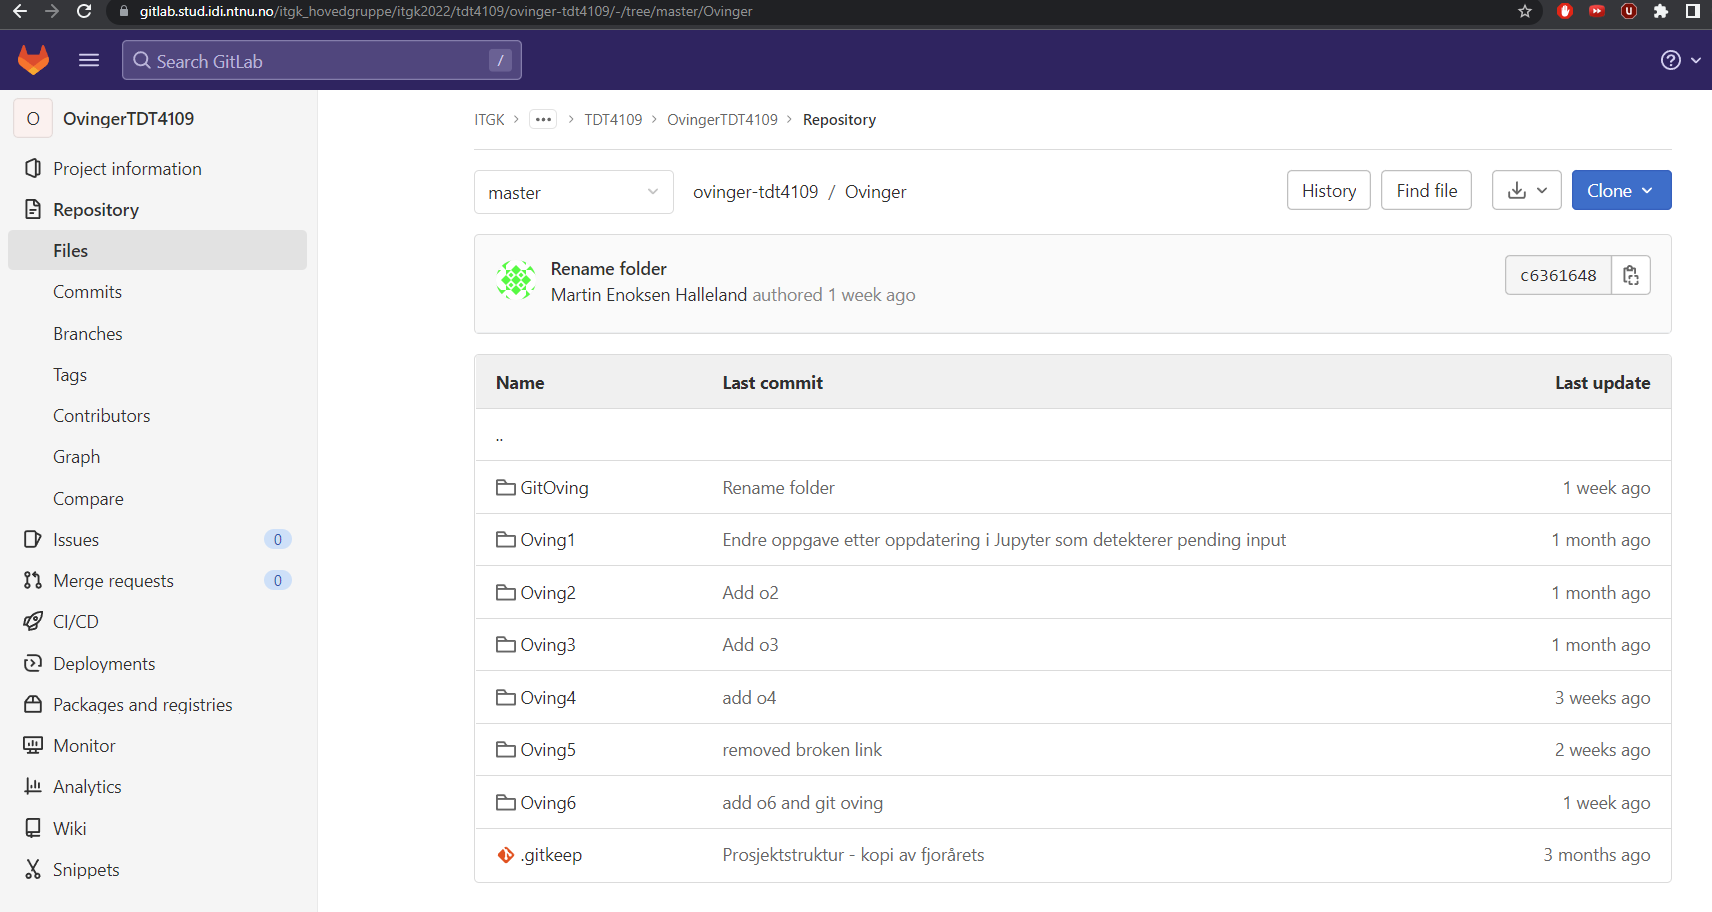 gitlab.stud.idi.ntnu.no/itgk_hovedgruppe/itgk2022/tdt4109/ovinger-tdt4109/-/tree/master/Ovinger
Search GitLab /
O OvingerTDT4109
Project information
Repository
Files
Commits
Branches
Tags
Contributors
Graph
Compare
Issues 0
Merge requests 0
CI/CD
Deployments
Packages and registries
Monitor
Analytics
Wiki
Snippets
ITGK > ... > TDT4109 > OvingerTDT4109 > Repository
master ovinger-tdt4109 / Ovinger History Find file Clone
Rename folder
Martin Enoksen Halleland authored 1 week ago
c6361648
Name Last commit Last update
..
GitOving Rename folder 1 week ago
Oving1 Endre oppgave etter oppdatering i Jupyter som detekterer pending input 1 month ago
Oving2 Add o2 1 month ago
Oving3 Add o3 1 month ago
Oving4 add o4 3 weeks ago
Oving5 removed broken link 2 weeks ago
Oving6 add o6 and git oving 1 week ago
.gitkeep Prosjektstruktur - kopi av fjorårets 3 months ago